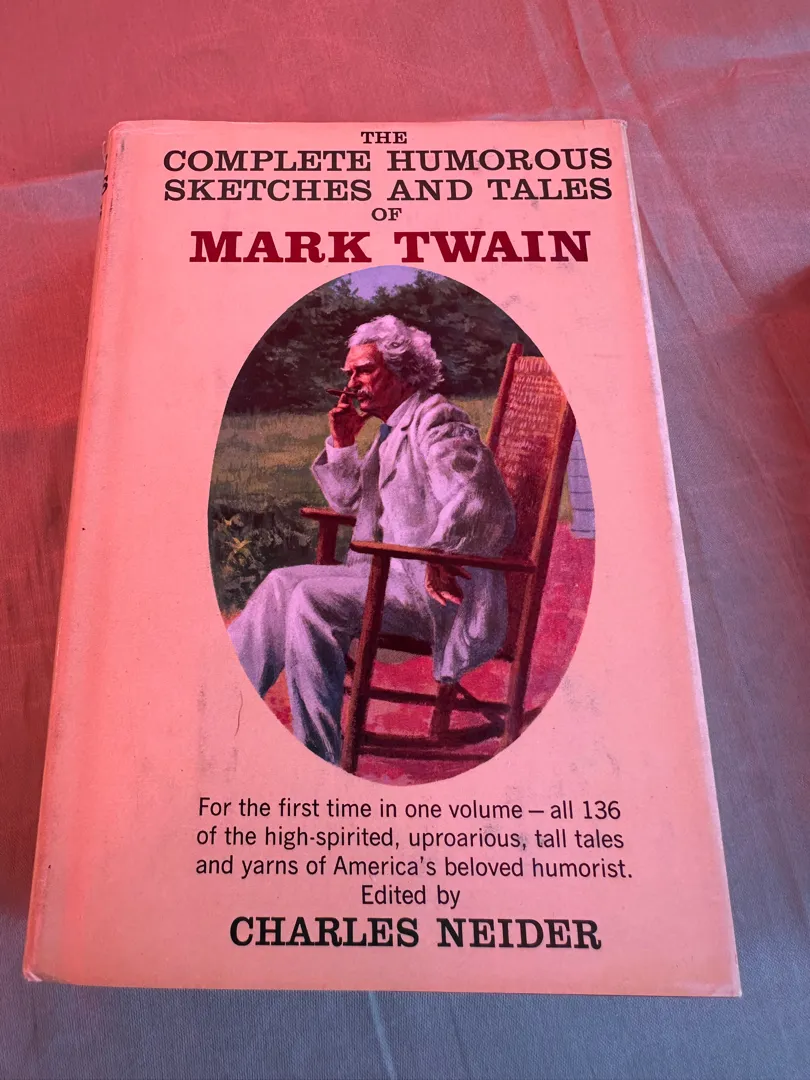 THE
COMPLETE HUMOROUS
SKETCHES AND TALES
OF
MARK TWAIN
For the first time in one volume — all 136
of the high-spirited, uproarious, tall tales
and yarns of America's beloved humorist.
Edited by
CHARLES NEIDER